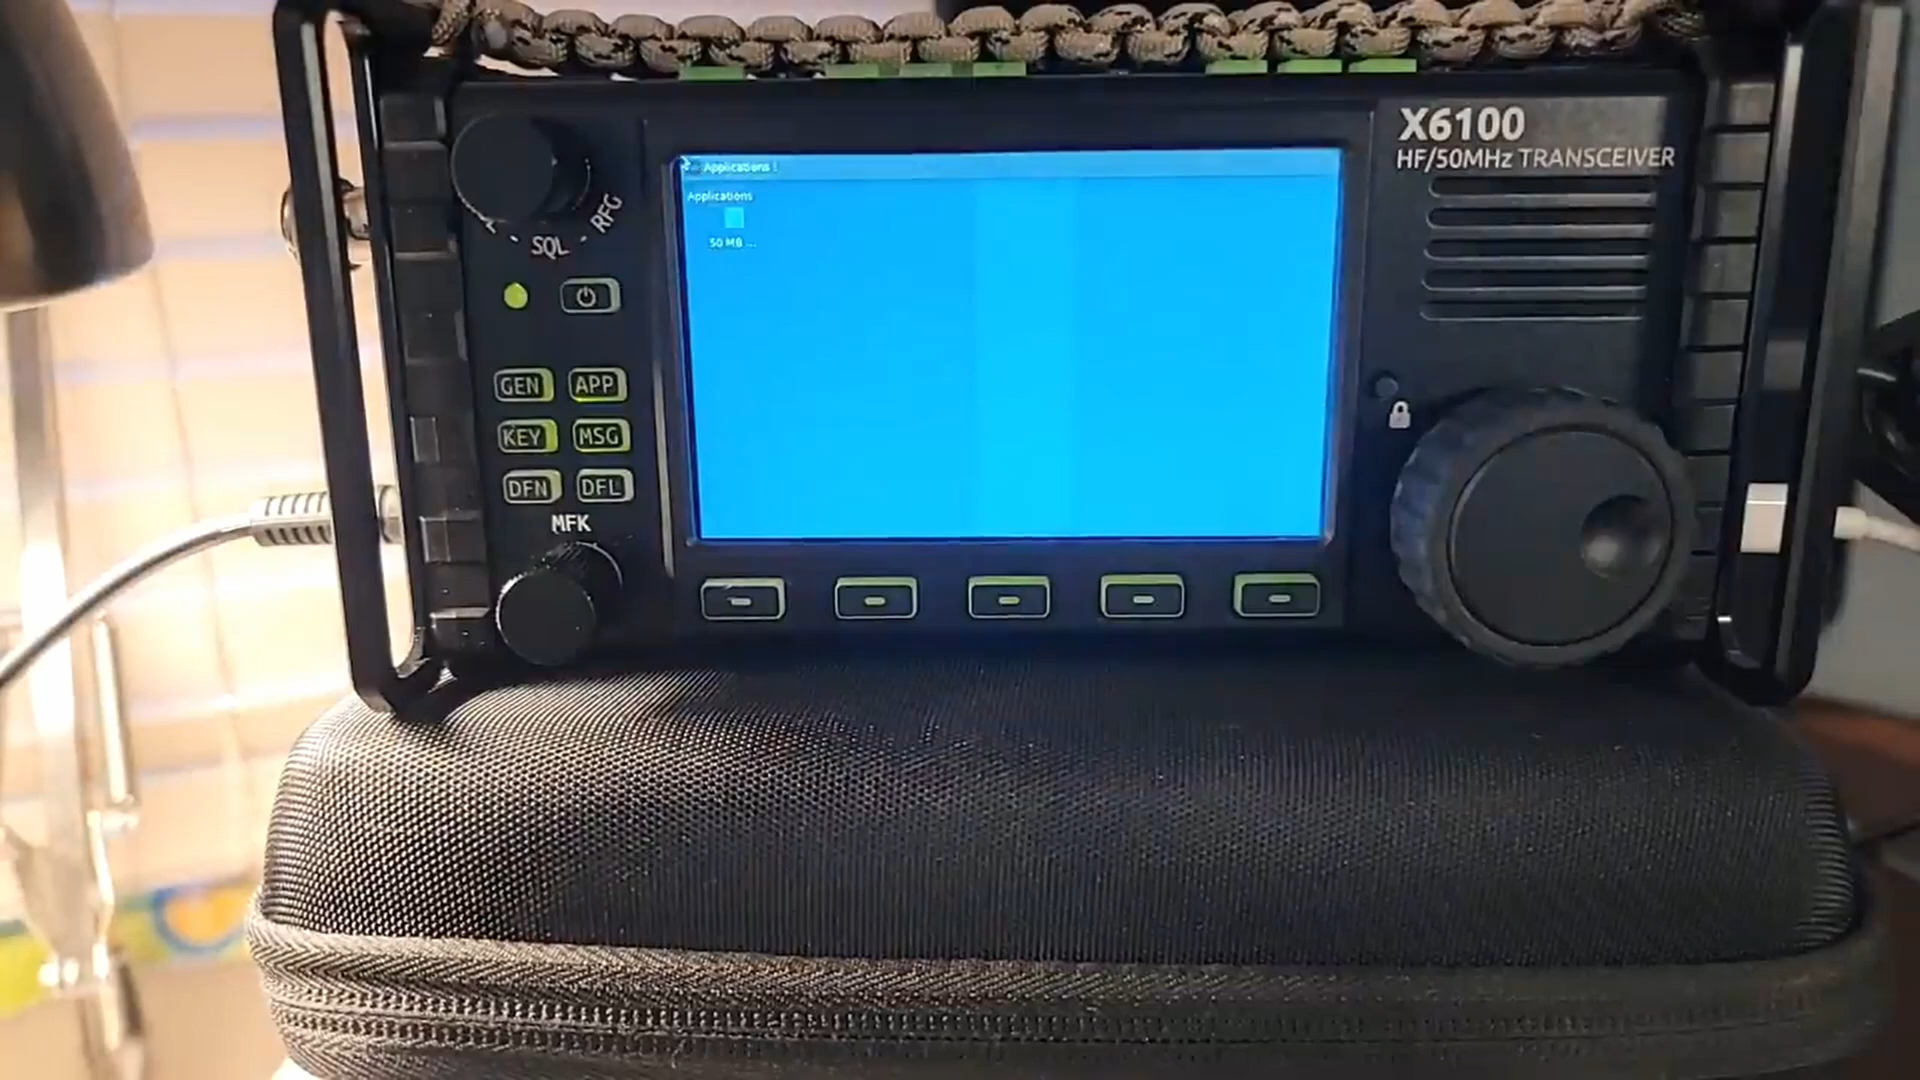 X6100
HF/50MHz TRANSCEIVER
Applications
Applications
50 MB ...
RFG
SQL
GEN APP
KEY MSG
DFN DFL
MFK